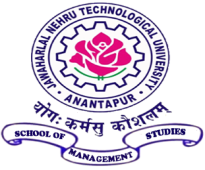 JAWAHARLAL NEHRU TECHNOLOGICAL UNIVERSITY
• ANANTAPUR •
योगः कर्मसु कौशलम्
SCHOOL OF MANAGEMENT STUDIES